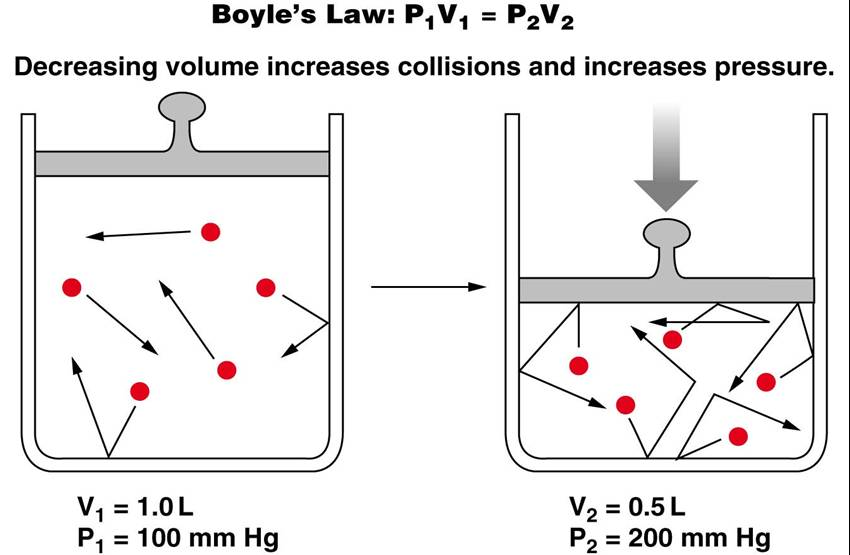 Boyle's Law: P₁V₁ = P₂V₂
Decreasing volume increases collisions and increases pressure.
V₁ = 1.0 L
P₁ = 100 mm Hg
V₂ = 0.5 L
P₂ = 200 mm Hg